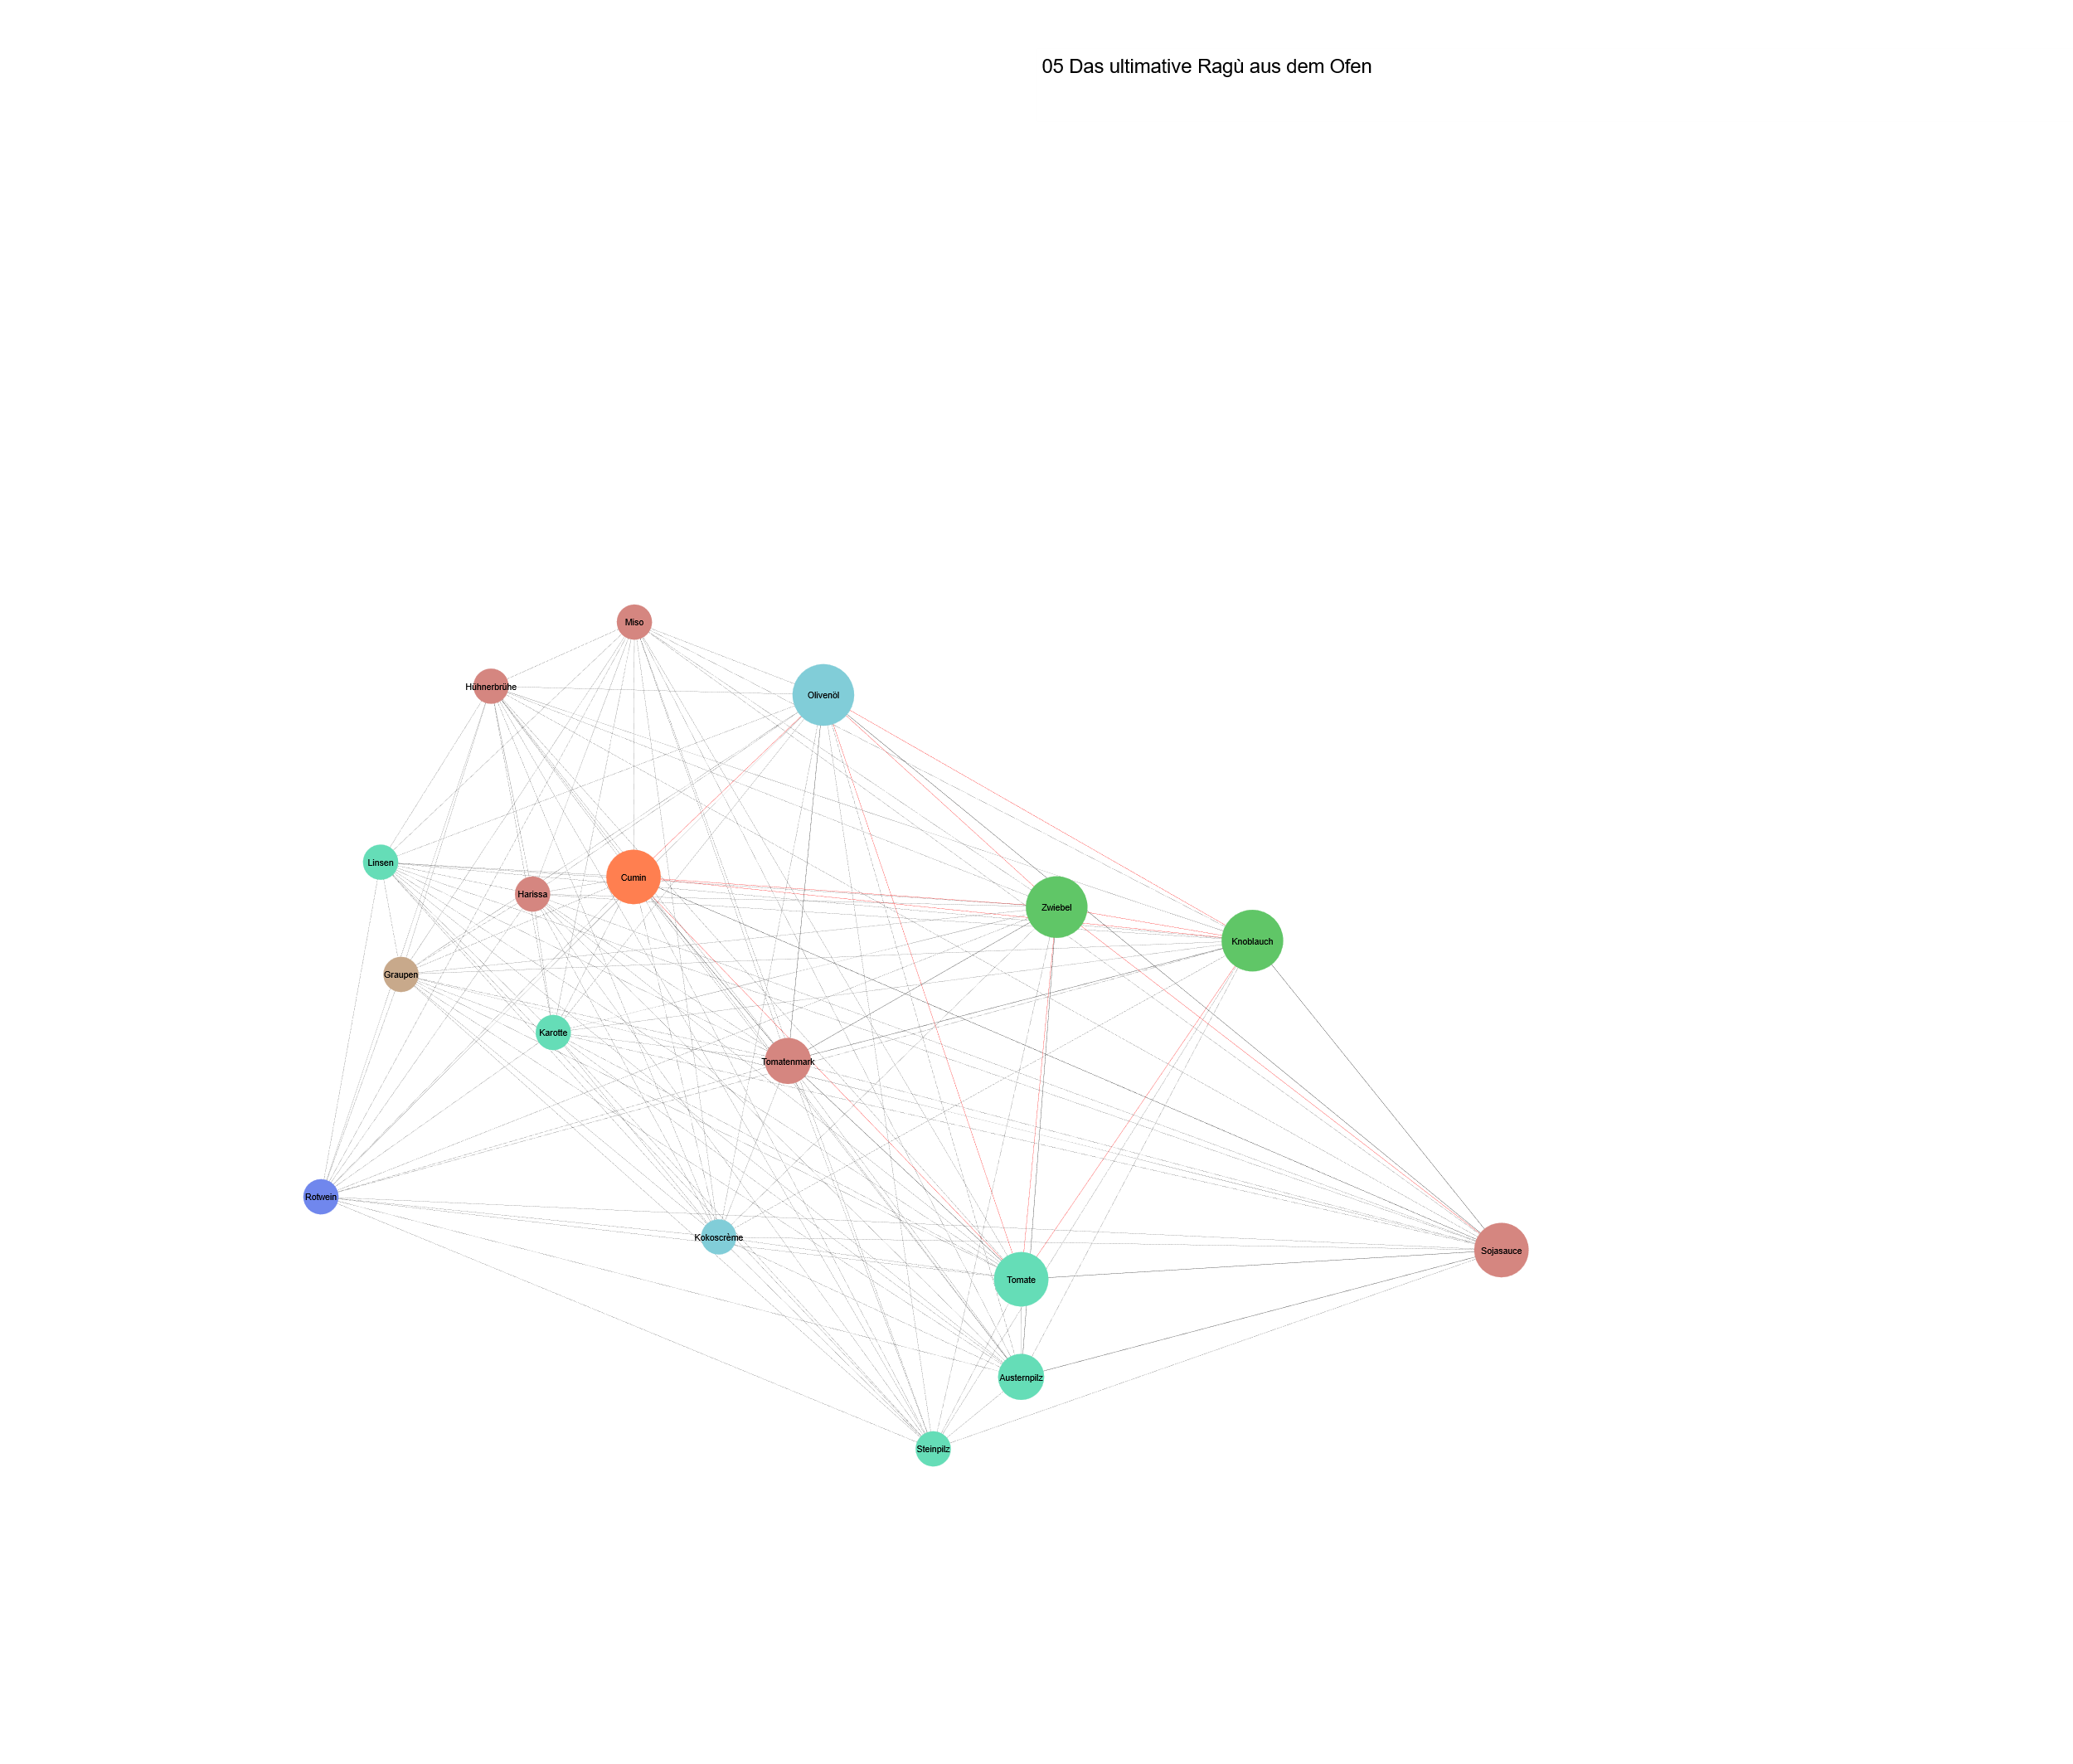 05 Das ultimative Ragù aus dem Ofen
Miso
Hühnerbrühe
Olivenöl
Linsen
Cumin
Harissa
Zwiebel
Knoblauch
Graupen
Karotte
Tomatenmark
Rotwein
Kokoscrème
Sojasauce
Tomate
Austernpilz
Steinpilz